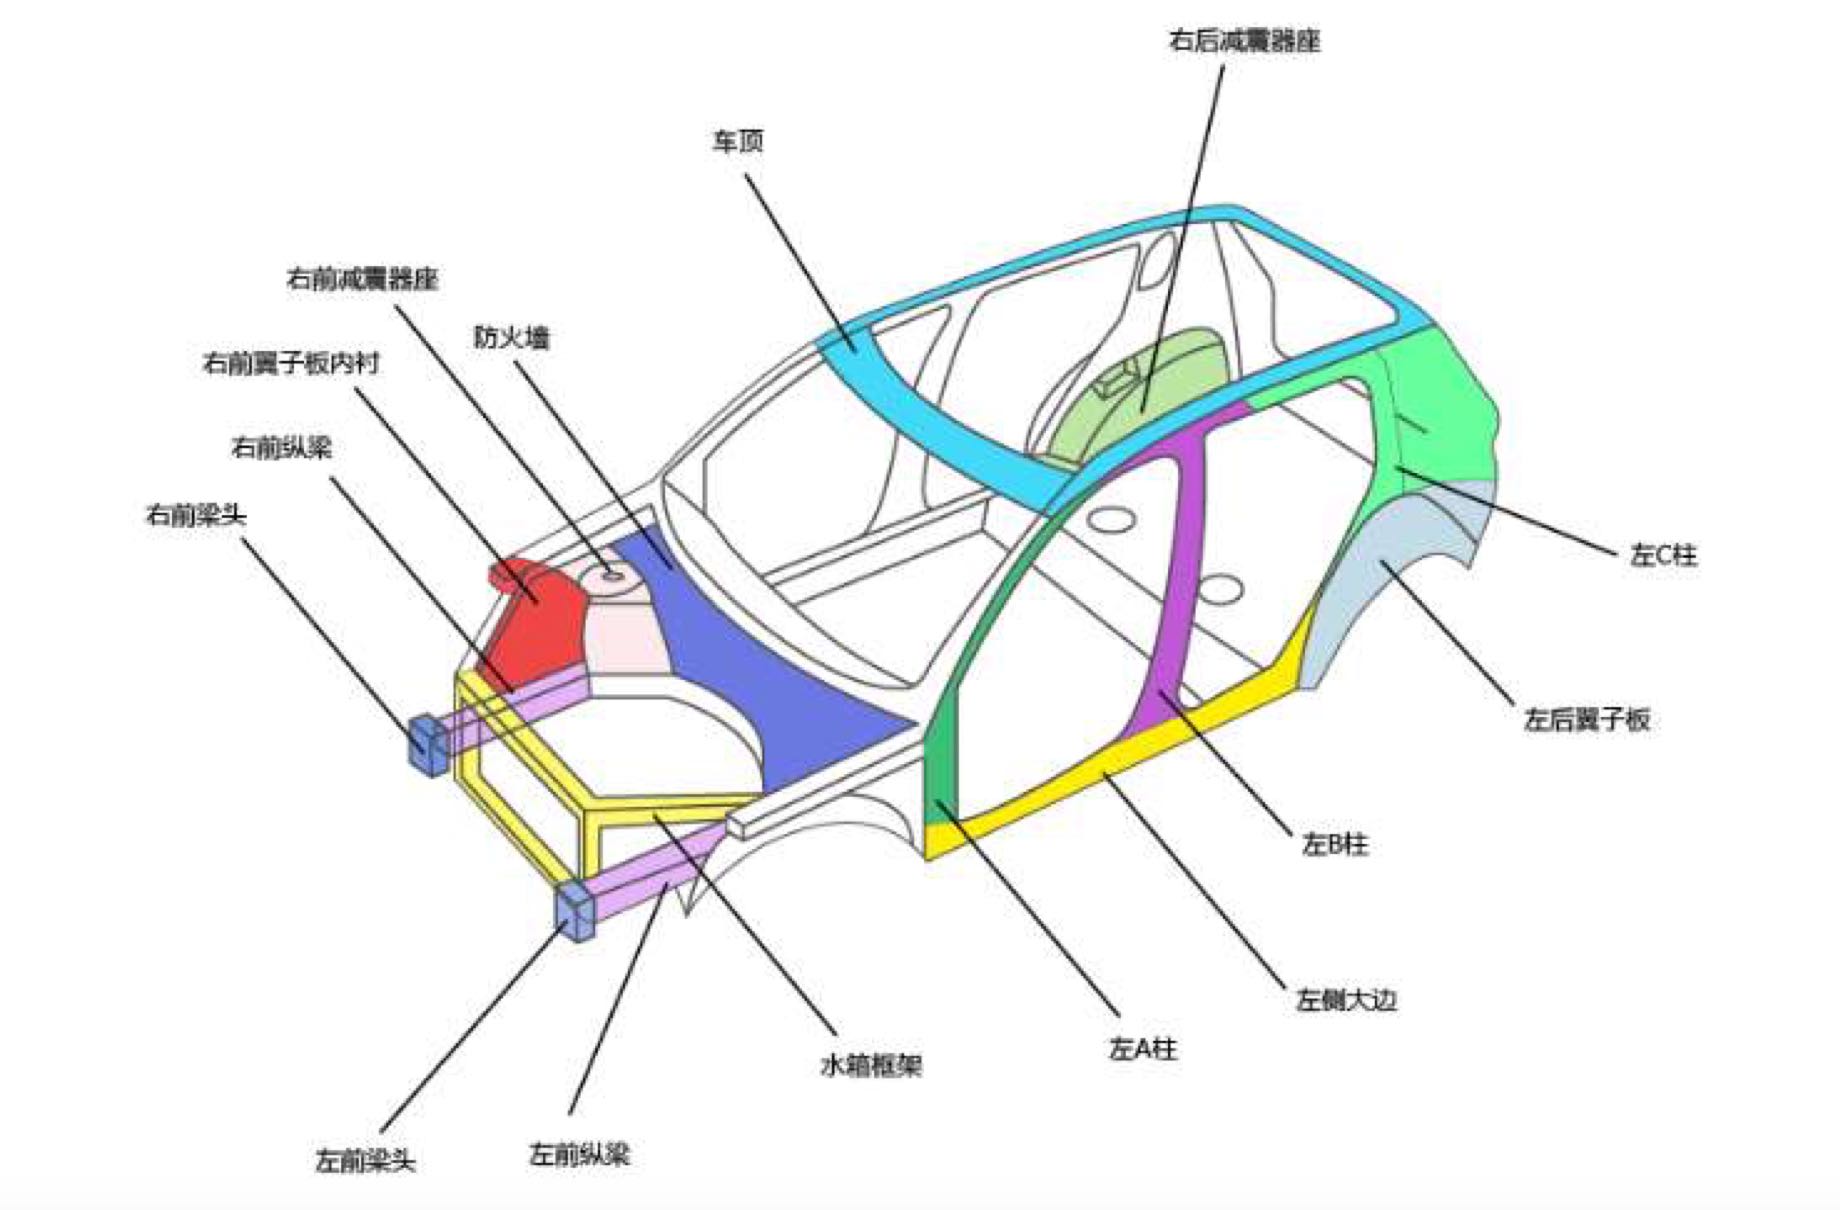 右后减震器座
车顶
右前减震器座
防火墙
右前翼子板内衬
右前纵梁
右前梁头
左C柱
左后翼子板
左B柱
左侧大边
左A柱
水箱框架
左前纵梁
左前梁头